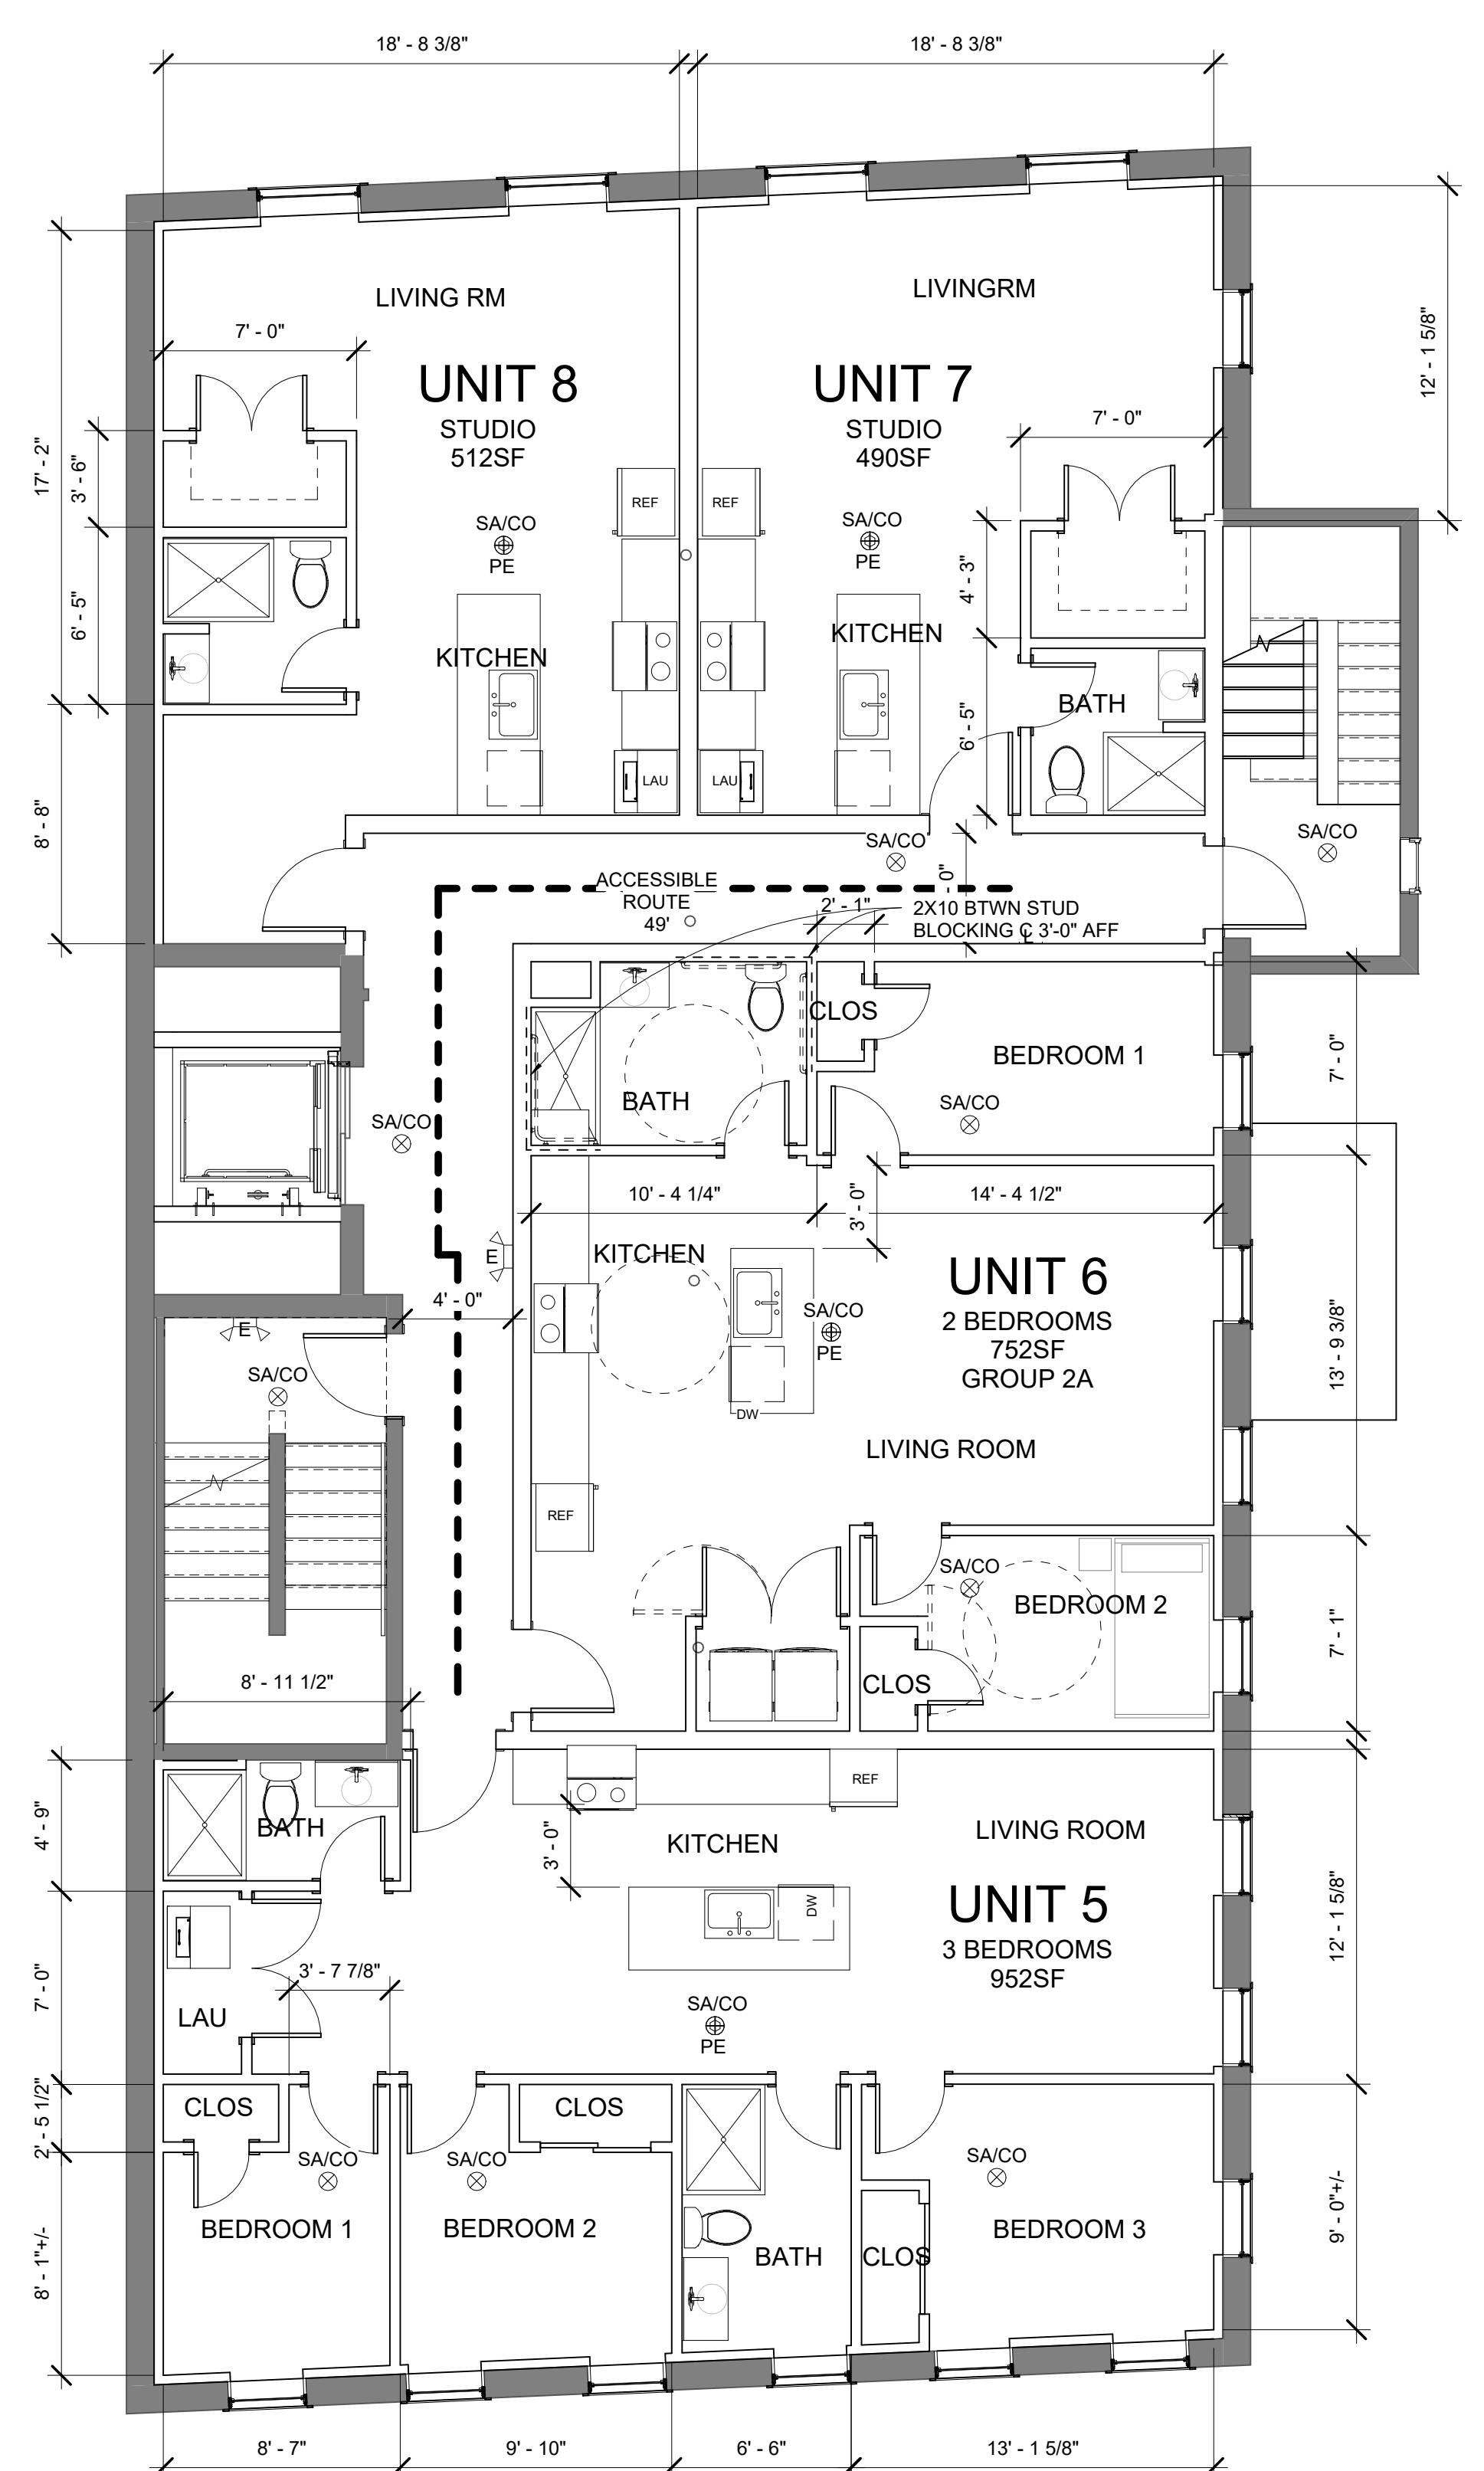 18' - 8 3/8"
18' - 8 3/8"
LIVING RM
LIVINGRM
7' - 0"
12' - 1 5/8"
UNIT 8
STUDIO
512SF
UNIT 7
STUDIO
490SF
7' - 0"
17' - 2"
3' - 6"
REF
REF
SA/CO
PE
SA/CO
PE
4' - 3"
6' - 5"
KITCHEN
KITCHEN
BATH
6' - 5"
LAU
LAU
8' - 8"
SA/CO
SA/CO
ACCESSIBLE
ROUTE
49'
0"
2' - 1"
2X10 BTWN STUD
BLOCKING C 3'-0" AFF
CLOS
BEDROOM 1
7' - 0"
BATH
SA/CO
SA/CO
10' - 4 1/4"
14' - 4 1/2"
3' - 0"
E
KITCHEN
UNIT 6
2 BEDROOMS
752SF
GROUP 2A
4' - 0"
SA/CO
PE
13' - 9 3/8"
E
SA/CO
DW
LIVING ROOM
REF
SA/CO
BEDROOM 2
7' - 1"
CLOS
8' - 11 1/2"
REF
4' - 9"
BATH
3' - 0"
KITCHEN
LIVING ROOM
UNIT 5
3 BEDROOMS
952SF
DW
12' - 1 5/8"
7' - 0"
3' - 7 7/8"
LAU
SA/CO
PE
2' - 5 1/2"
CLOS
CLOS
SA/CO
SA/CO
SA/CO
8' - 1"+/-
BEDROOM 1
BEDROOM 2
BATH
CLOS
BEDROOM 3
9' - 0"+/-
8' - 7"
9' - 10"
6' - 6"
13' - 1 5/8"